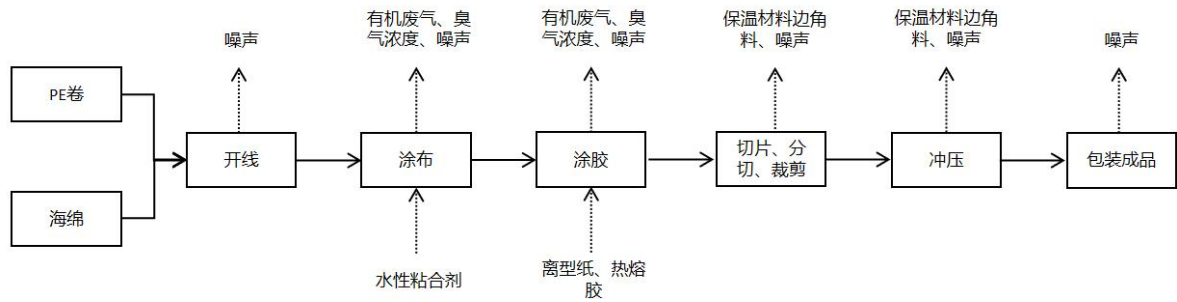 有机废气、臭
气浓度、噪声
有机废气、臭
气浓度、噪声
保温材料边角
料、噪声
保温材料边角
料、噪声
噪声
噪声
PE卷
海绵
开线
涂布
涂胶
切片、分
切、裁剪
冲压
包装成品
水性粘合剂
离型纸、热熔
胶